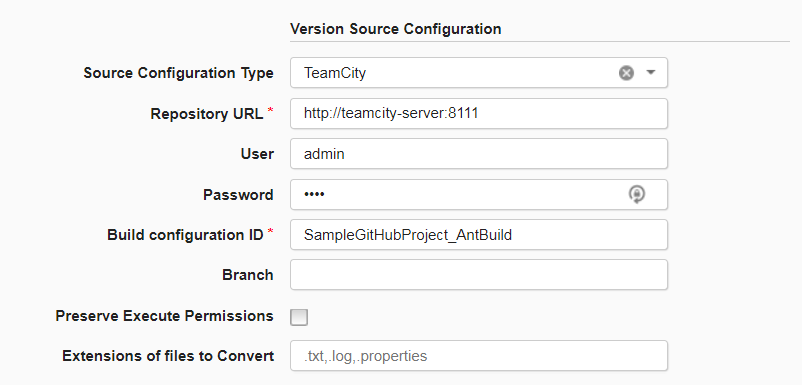 Version Source Configuration
Source Configuration Type TeamCity
Repository URL * http://teamcity-server:8111
User admin
Password ••••
Build configuration ID * SampleGitHubProject_AntBuild
Branch
Preserve Execute Permissions
Extensions of files to Convert .txt,.log,.properties